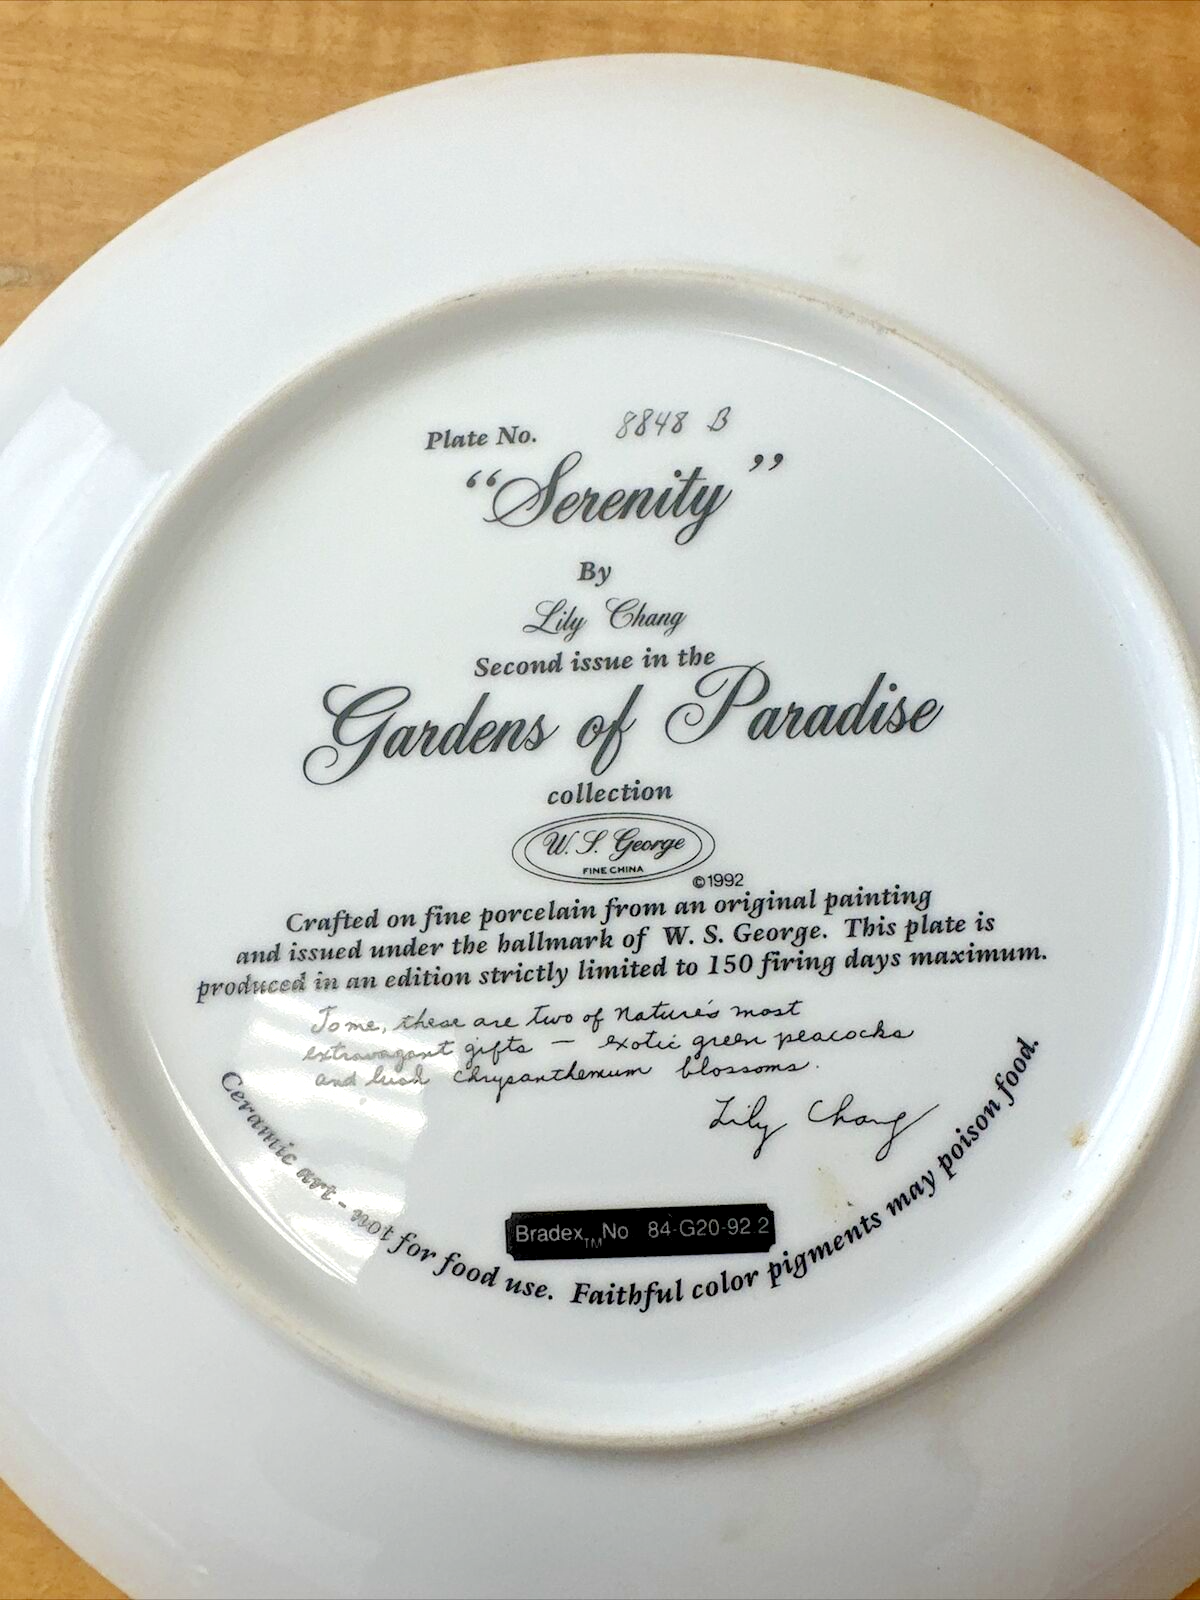 Plate No. 8848 B
“Serenity”
By
Lily Chang
Second issue in the
Gardens of Paradise
collection
W. S. George
FINE CHINA
©1992
Crafted on fine porcelain from an original painting
and issued under the hallmark of W. S. George. This plate is
produced in an edition strictly limited to 150 firing days maximum.
To me, these are two of Nature's most
extravagant gifts — exotic green peacocks
and lush chrysanthemum blossoms.
Lily Chang
Bradex™ No 84-G20-92.2
Ceramic art - not for food use. Faithful color pigments may poison food.